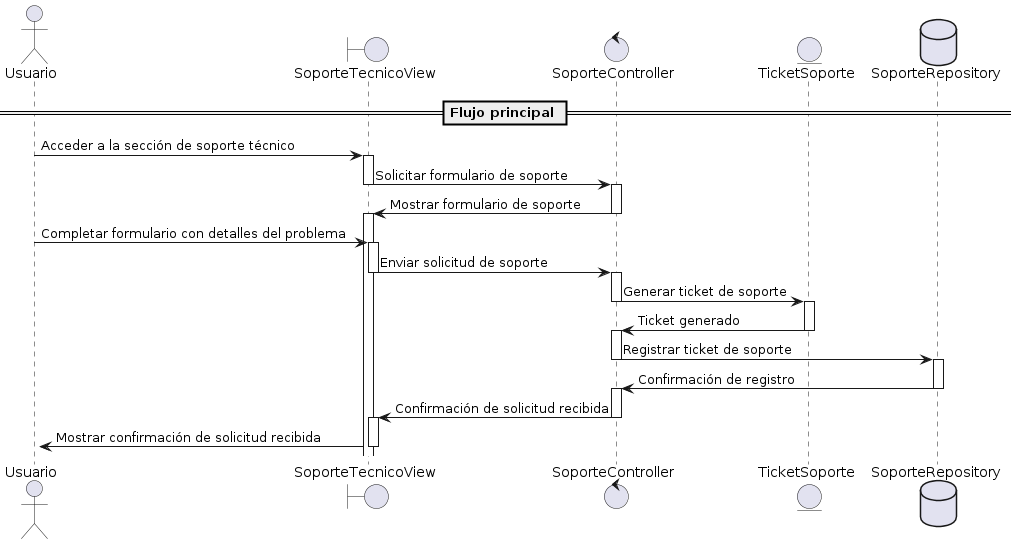 Usuario
SoporteTecnicoView
SoporteController
TicketSoporte
SoporteRepository
Flujo principal
Acceder a la sección de soporte técnico
Solicitar formulario de soporte
Mostrar formulario de soporte
Completar formulario con detalles del problema
Enviar solicitud de soporte
Generar ticket de soporte
Ticket generado
Registrar ticket de soporte
Confirmación de registro
Confirmación de solicitud recibida
Mostrar confirmación de solicitud recibida
Usuario
SoporteTecnicoView
SoporteController
TicketSoporte
SoporteRepository